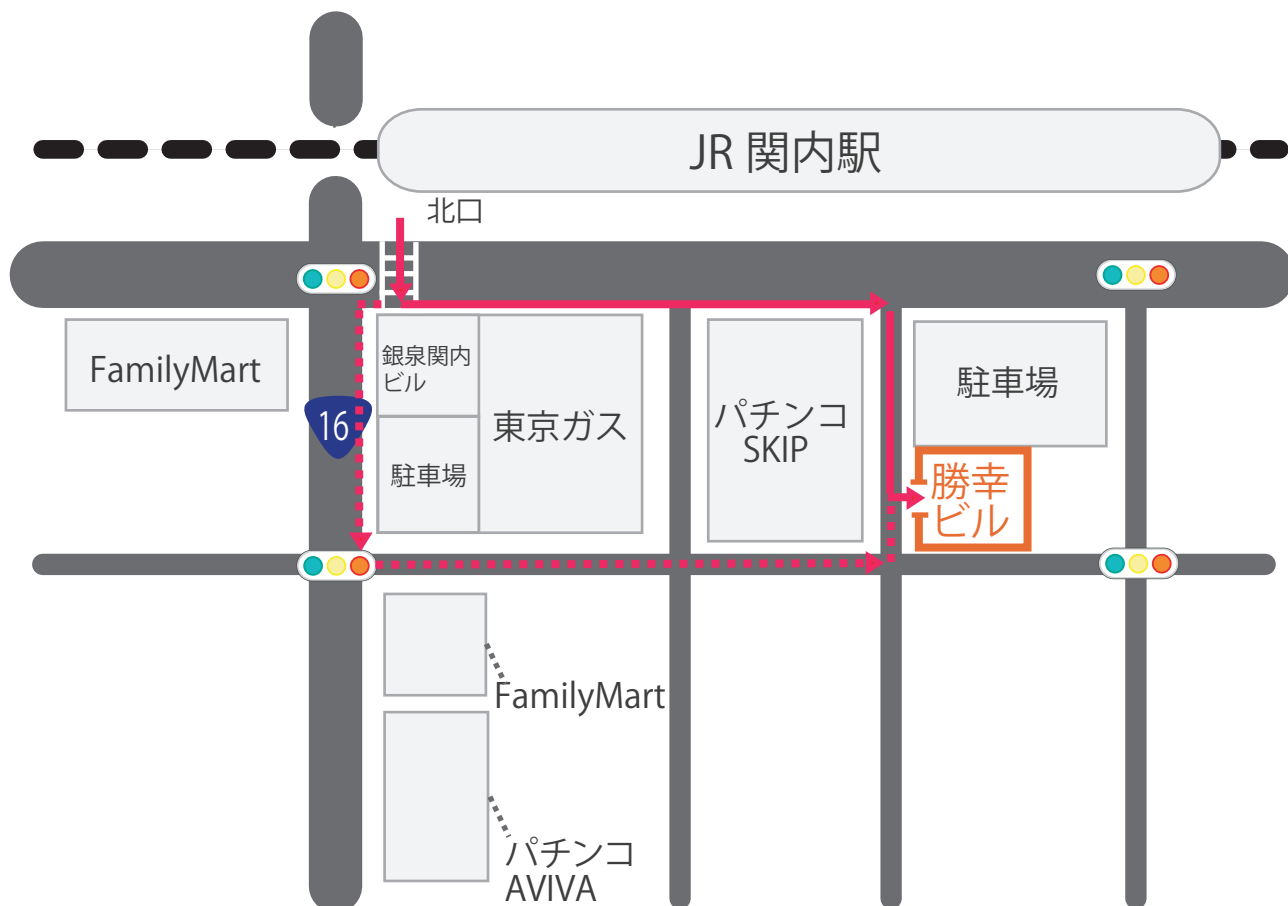 JR 関内駅
北口
FamilyMart
16
銀泉関内
ビル
駐車場
東京ガス
パチンコ
SKIP
駐車場
勝幸
ビル
FamilyMart
パチンコ
AVIVA